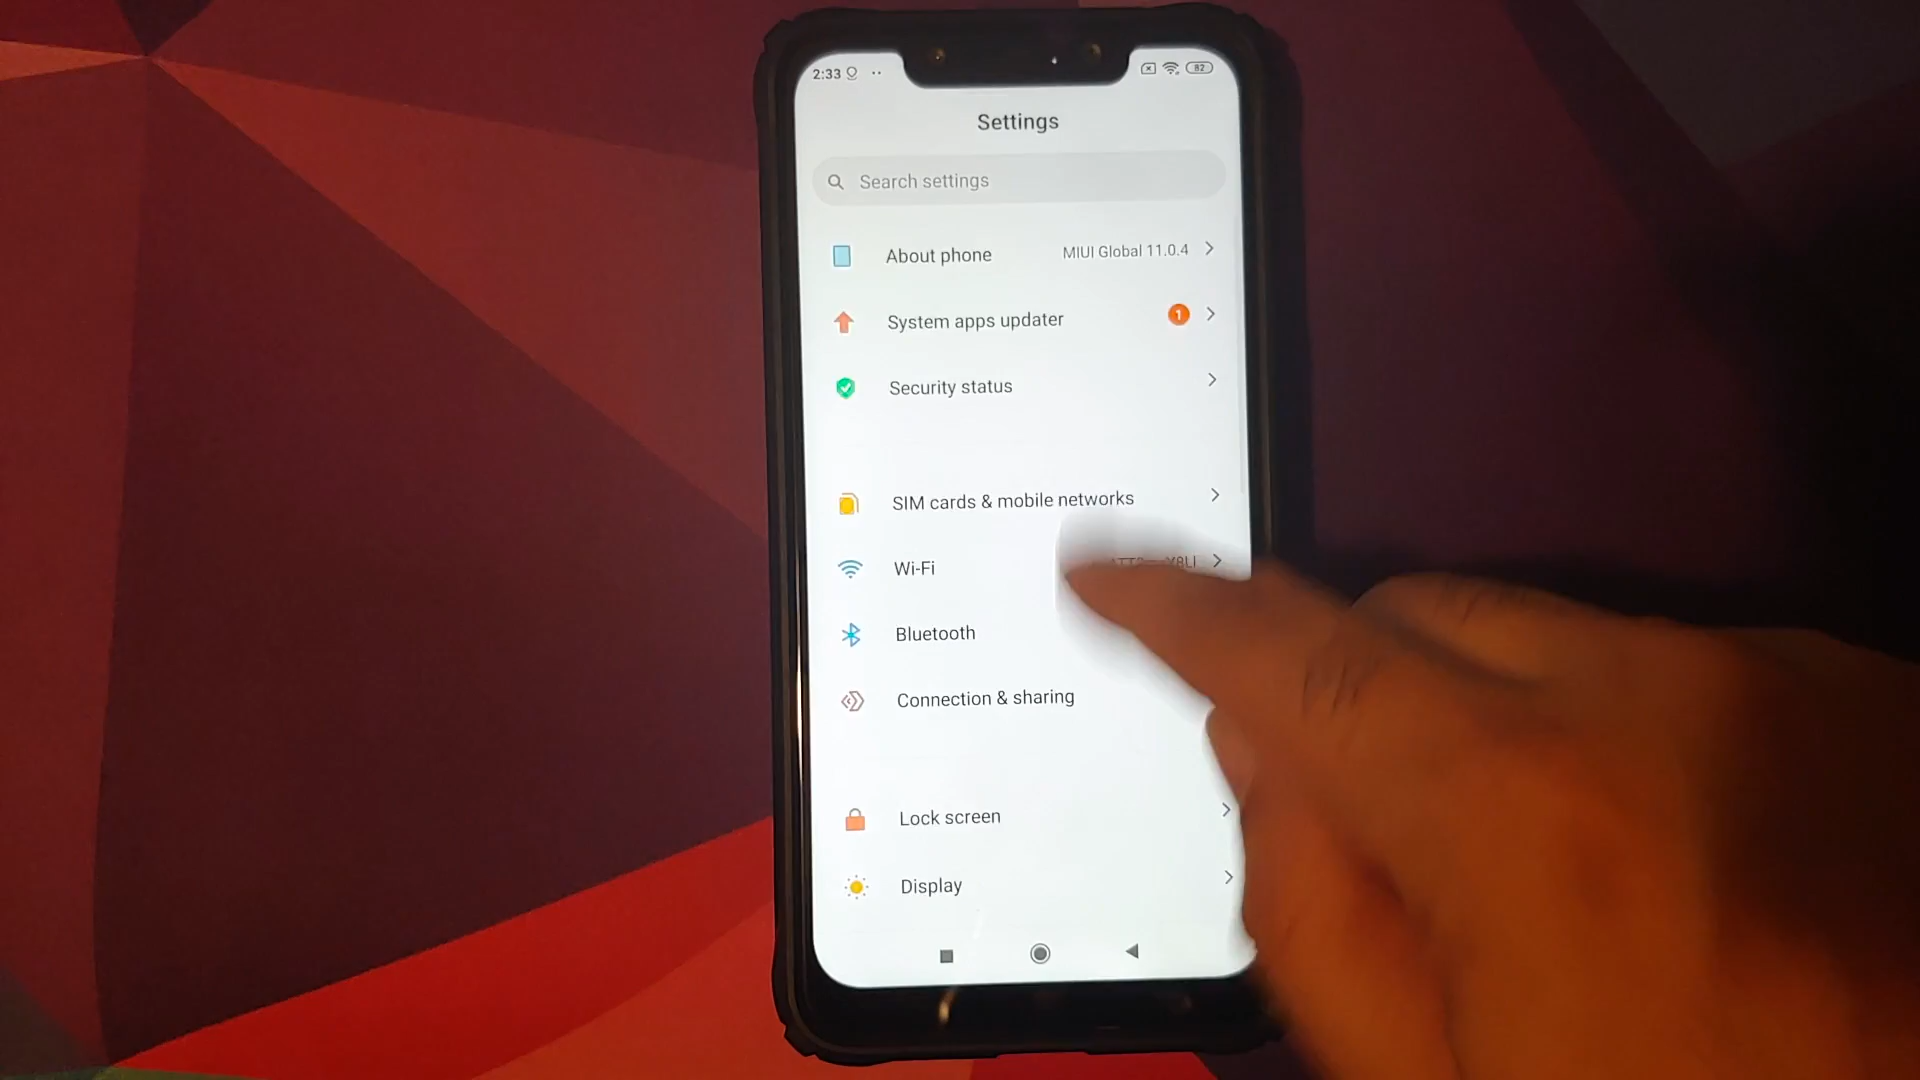 2:33
82
Settings
Search settings
About phone
MIUI Global 11.0.4
System apps updater
1
Security status
SIM cards & mobile networks
Wi-Fi
Bluetooth
Connection & sharing
Lock screen
Display